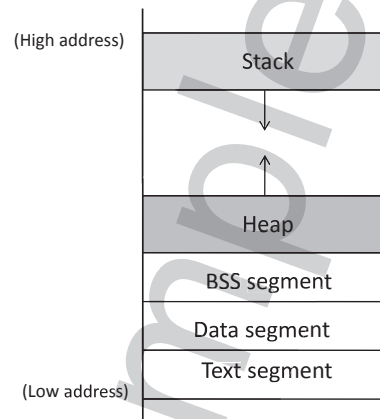 (High address)
Stack
Heap
BSS segment
Data segment
Text segment
(Low address)